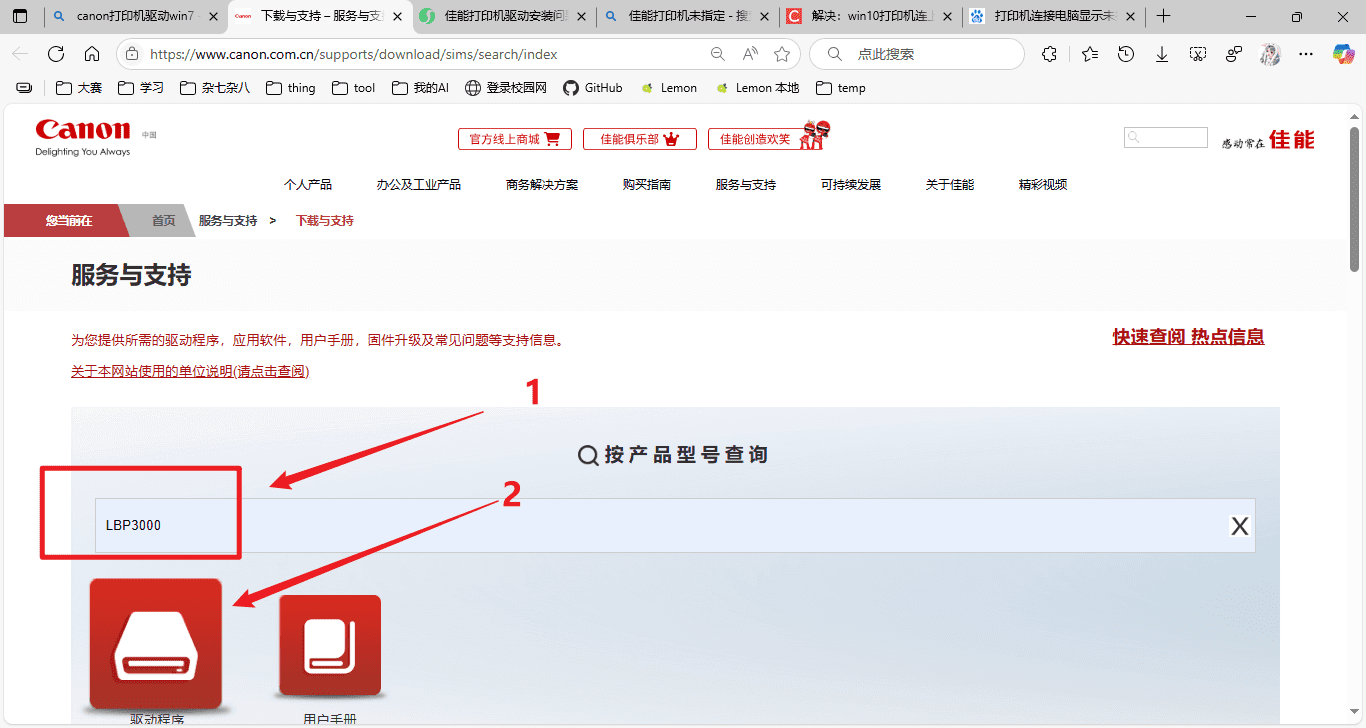 canon打印机驱动win7 -
下载与支持 – 服务与支
佳能打印机驱动安装问
佳能打印机未指定 - 搜
解决：win10打印机连上
打印机连接电脑显示未
https://www.canon.com.cn/supports/download/sims/search/index
点此搜索
大赛
学习
杂七杂八
thing
tool
我的AI
登录校园网
GitHub
Lemon
Lemon 本地
temp
Canon 中国
Delighting You Always
官方线上商城
佳能俱乐部
佳能创造欢笑
感动常在 佳能
个人产品
办公及工业产品
商务解决方案
购买指南
服务与支持
可持续发展
关于佳能
精彩视频
您当前在 首页 服务与支持 > 下载与支持
服务与支持
为您提供所需的驱动程序，应用软件，用户手册，固件升级及常见问题等支持信息。
快速查阅 热点信息
关于本网站使用的单位说明(请点击查阅)
1
按产品型号查询
2
LBP3000
X
驱动程序
用户手册